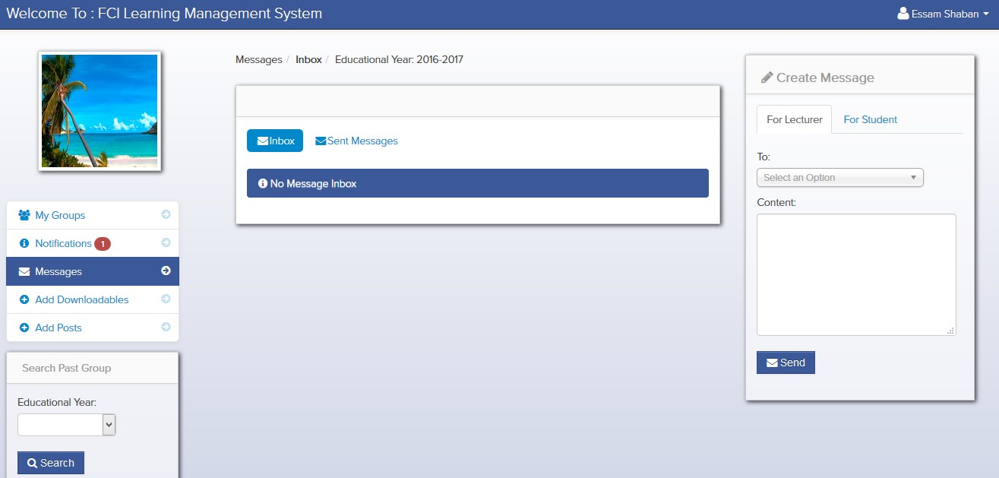 Welcome To : FCI Learning Management System
Essam Shaban
Messages / Inbox / Educational Year: 2016-2017
My Groups
Notifications 1
Messages
Add Downloadables
Add Posts
Search Past Group
Educational Year:
Search
Inbox Sent Messages
No Message Inbox
Create Message
For Lecturer For Student
To:
Select an Option
Content:
Send